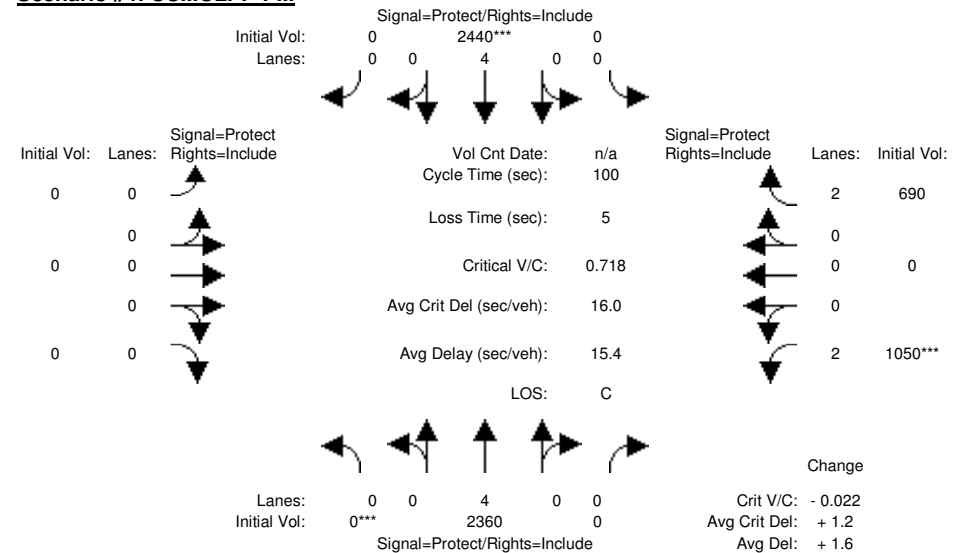 Signal=Protect/Rights=Include
Initial Vol: 0 2440*** 0
Lanes: 0 0 4 0 0
Signal=Protect
Initial Vol: Lanes: Rights=Include
Vol Cnt Date: n/a
Signal=Protect
Rights=Include Lanes: Initial Vol:
Cycle Time (sec): 100
0 0
2 690
Loss Time (sec): 5
0
0
0 0
Critical V/C: 0.718
0 0
0
Avg Crit Del (sec/veh): 16.0
0
0 0
Avg Delay (sec/veh): 15.4
2 1050***
LOS: C
Change
Lanes: 0 0 4 0 0
Crit V/C: - 0.022
Initial Vol: 0*** 2360 0
Avg Crit Del: + 1.2
Signal=Protect/Rights=Include
Avg Del: + 1.6